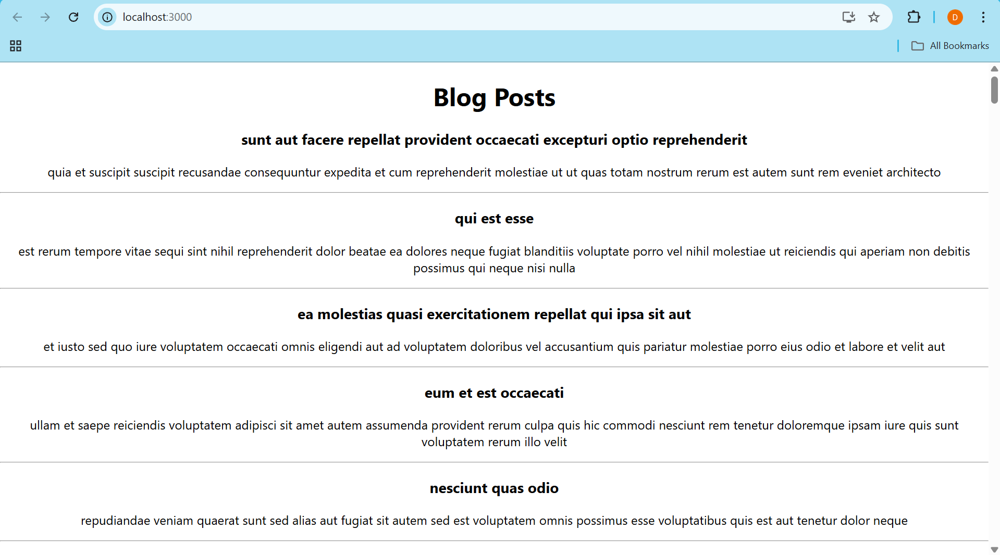 localhost:3000
D
All Bookmarks
Blog Posts
sunt aut facere repellat provident occaecati excepturi optio reprehenderit
quia et suscipit suscipit recusandae consequuntur expedita et cum reprehenderit molestiae ut ut quas totam nostrum rerum est autem sunt rem eveniet architecto
qui est esse
est rerum tempore vitae sequi sint nihil reprehenderit dolor beatae ea dolores neque fugiat blanditiis voluptate porro vel nihil molestiae ut reiciendis qui aperiam non debitis
possimus qui neque nisi nulla
ea molestias quasi exercitationem repellat qui ipsa sit aut
et iusto sed quo iure voluptatem occaecati omnis eligendi aut ad voluptatem doloribus vel accusantium quis pariatur molestiae porro eius odio et labore et velit aut
eum et est occaecati
ullam et saepe reiciendis voluptatem adipisci sit amet autem assumenda provident rerum culpa quis hic commodi nesciunt rem tenetur doloremque ipsam iure quis sunt
voluptatem rerum illo velit
nesciunt quas odio
repudiandae veniam quaerat sunt sed alias aut fugiat sit autem sed est voluptatem omnis possimus esse voluptatibus quis est aut tenetur dolor neque